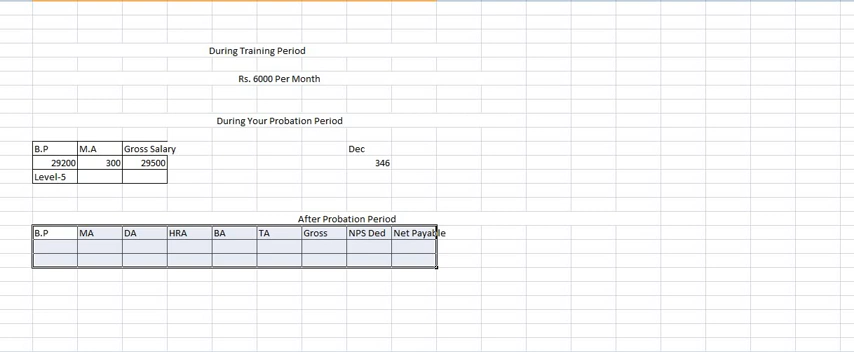 During Training Period
Rs. 6000 Per Month
During Your Probation Period
B.P M.A Gross Salary Dec
29200 300 29500 346
Level-5
After Probation Period
B.P MA DA HRA BA TA Gross NPS Ded Net Payable